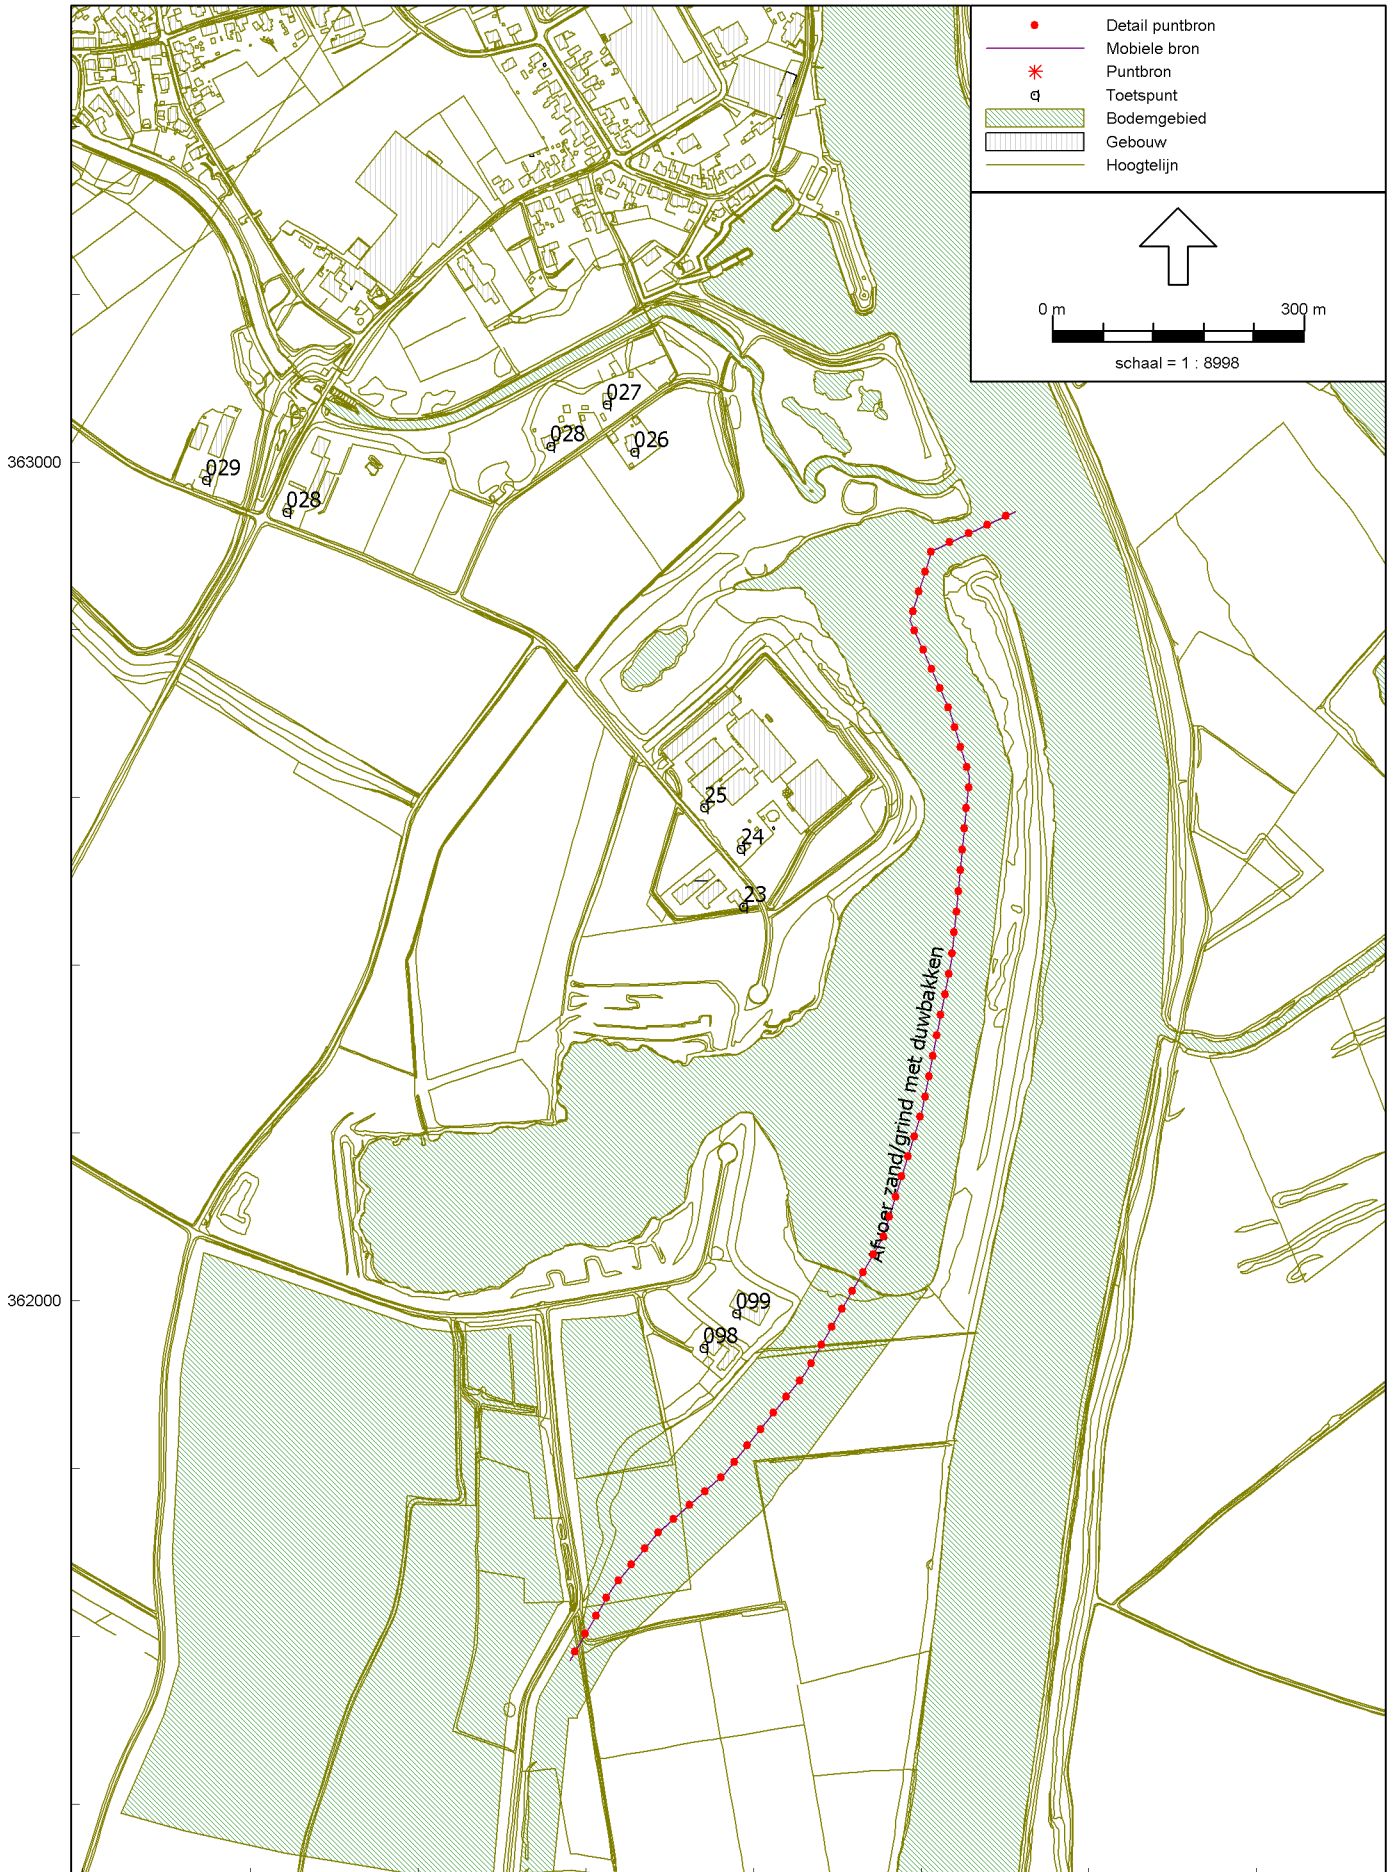 Detail puntbron
Mobiele bron
Puntbron
Toetspunt
Bodemgebied
Gebouw
Hoogtelijn
0 m 300 m
schaal = 1 : 8998
027
028
026
363000
029
028
25
24
23
Afvoer zand/grind met duwbakken
362000
099
098